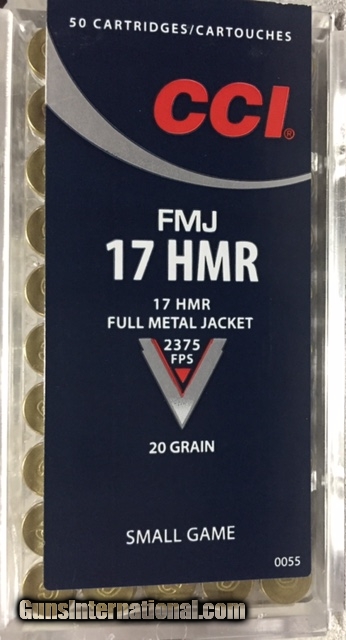 50 CARTRIDGES/CARTOUCHES
CCI®
FMJ
17 HMR
17 HMR
FULL METAL JACKET
2375
FPS
20 GRAIN
SMALL GAME
0055
GunsInternational.com